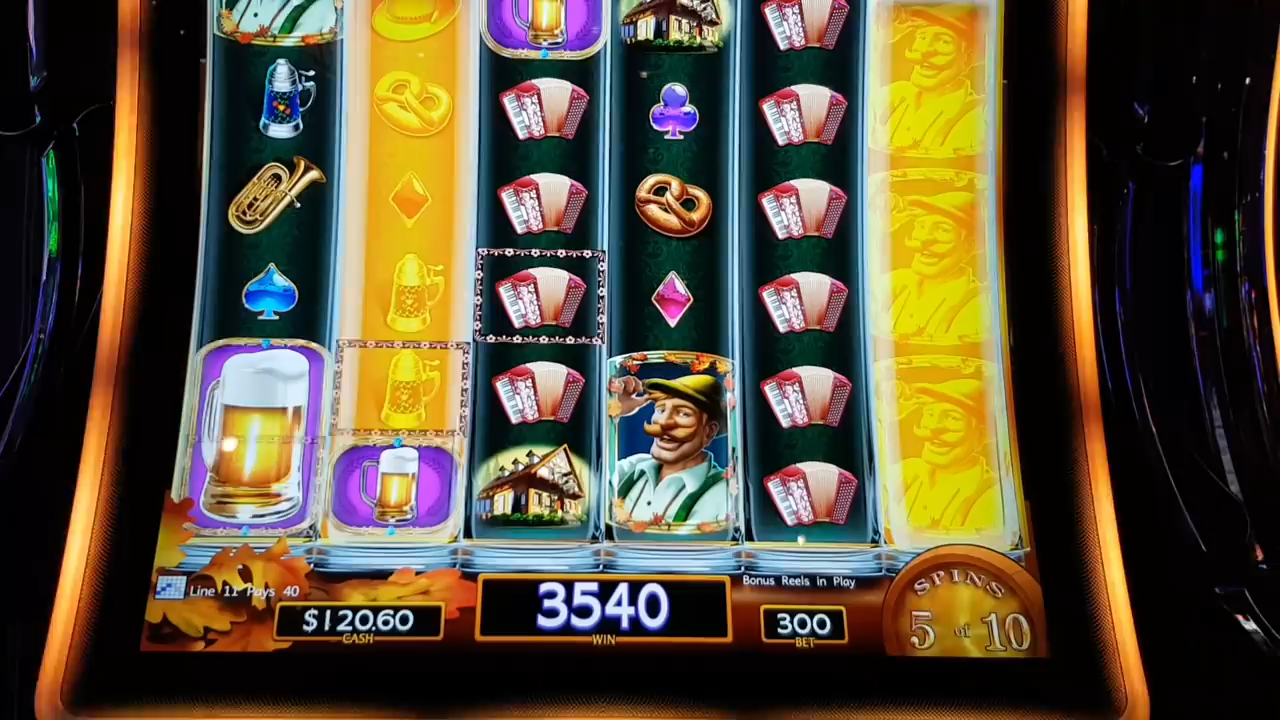 Bonus Reels in Play
Line 11 Pays 40
$120.60
CASH
3540
WIN
300
BET
SPINS
5 of 10